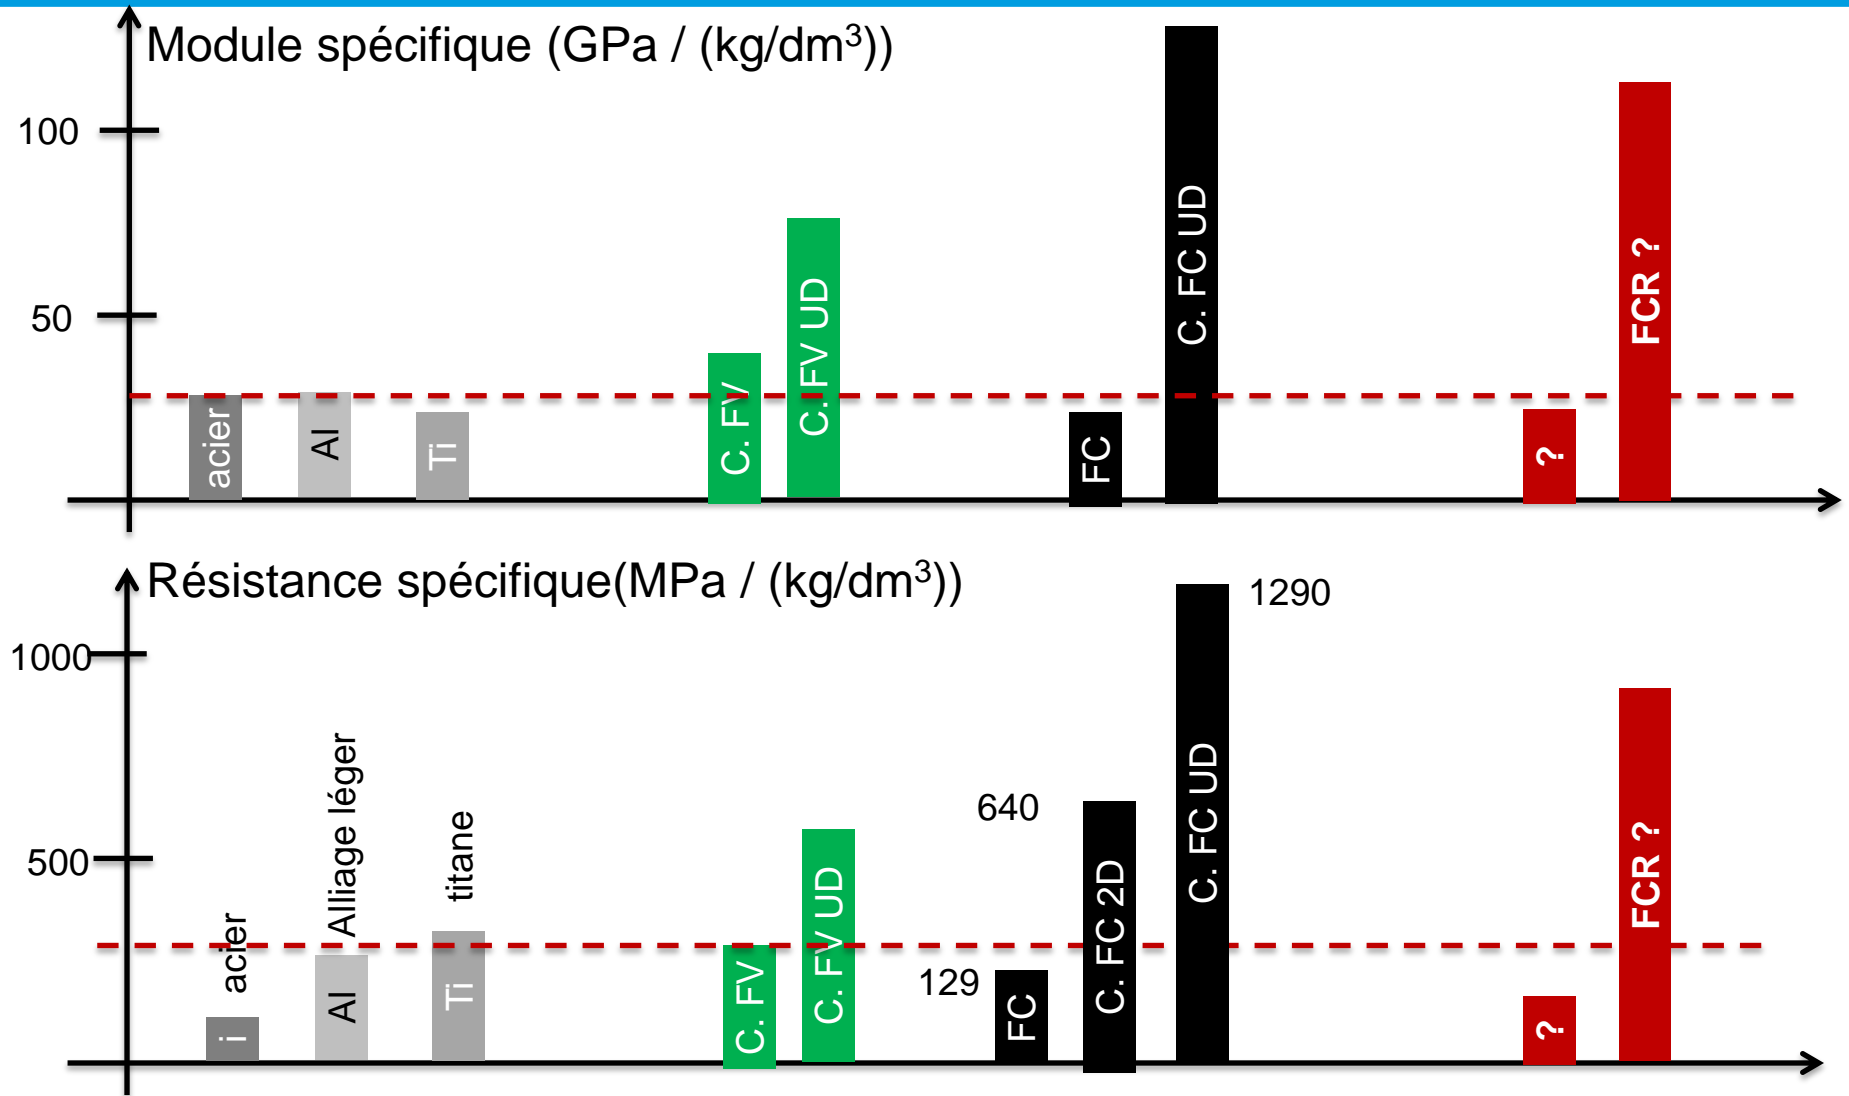 Module spécifique (GPa / (kg/dm³))
100
50
acier
Al
Ti
C. FV
C. FV UD
FC
C. FC UD
?
FCR ?
Résistance spécifique(MPa / (kg/dm³))
1000
500
acier
i
Alliage léger
Al
titane
Ti
C. FV
C. FV UD
129
FC
640
C. FC 2D
C. FC UD
1290
?
FCR ?